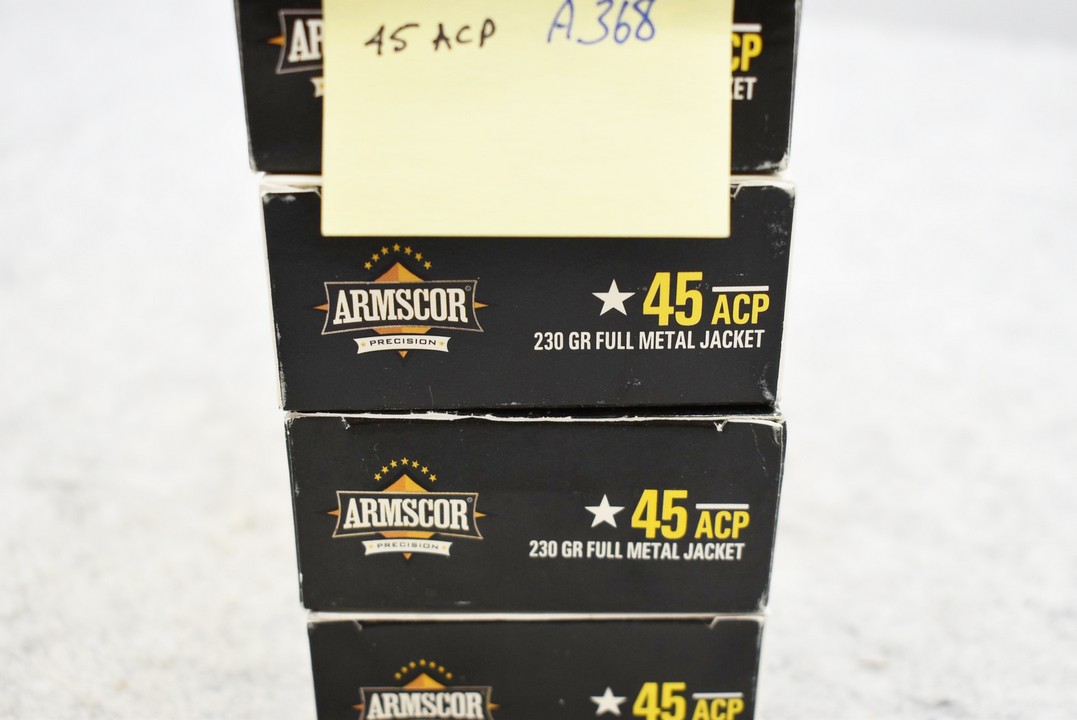 45 ACP A368
ARMSCOR
PRECISION
45 ACP
230 GR FULL METAL JACKET
ARMSCOR
PRECISION
45 ACP
230 GR FULL METAL JACKET
ARMSCOR
45 ACP